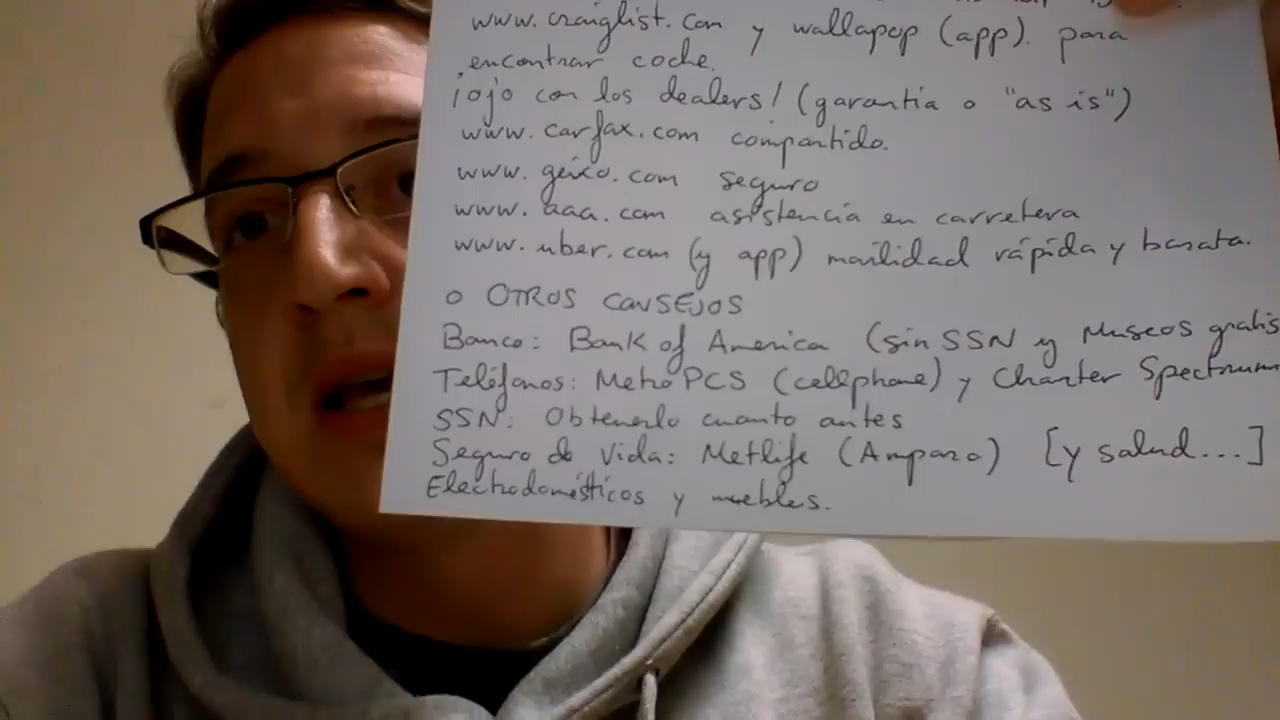 www.craiglist.com y wallapop (app). para
encontrar coche.
¡ojo con los dealers! (garantía o "as is")
www.carfax.com compartido.
www.geico.com seguro
www.aaa.com asistencia en carretera
www.uber.com (y app) movilidad rápida y barata.
o OTROS CONSEJOS
Banco: Bank of America (sin SSN y Museos gratis
Teléfonos: MetroPCS (cellphone) y Charter Spectrum
SSN: Obtenerlo cuanto antes
Seguro de Vida: Metlife (Amparo) [y salud...]
Electrodomésticos y muebles.